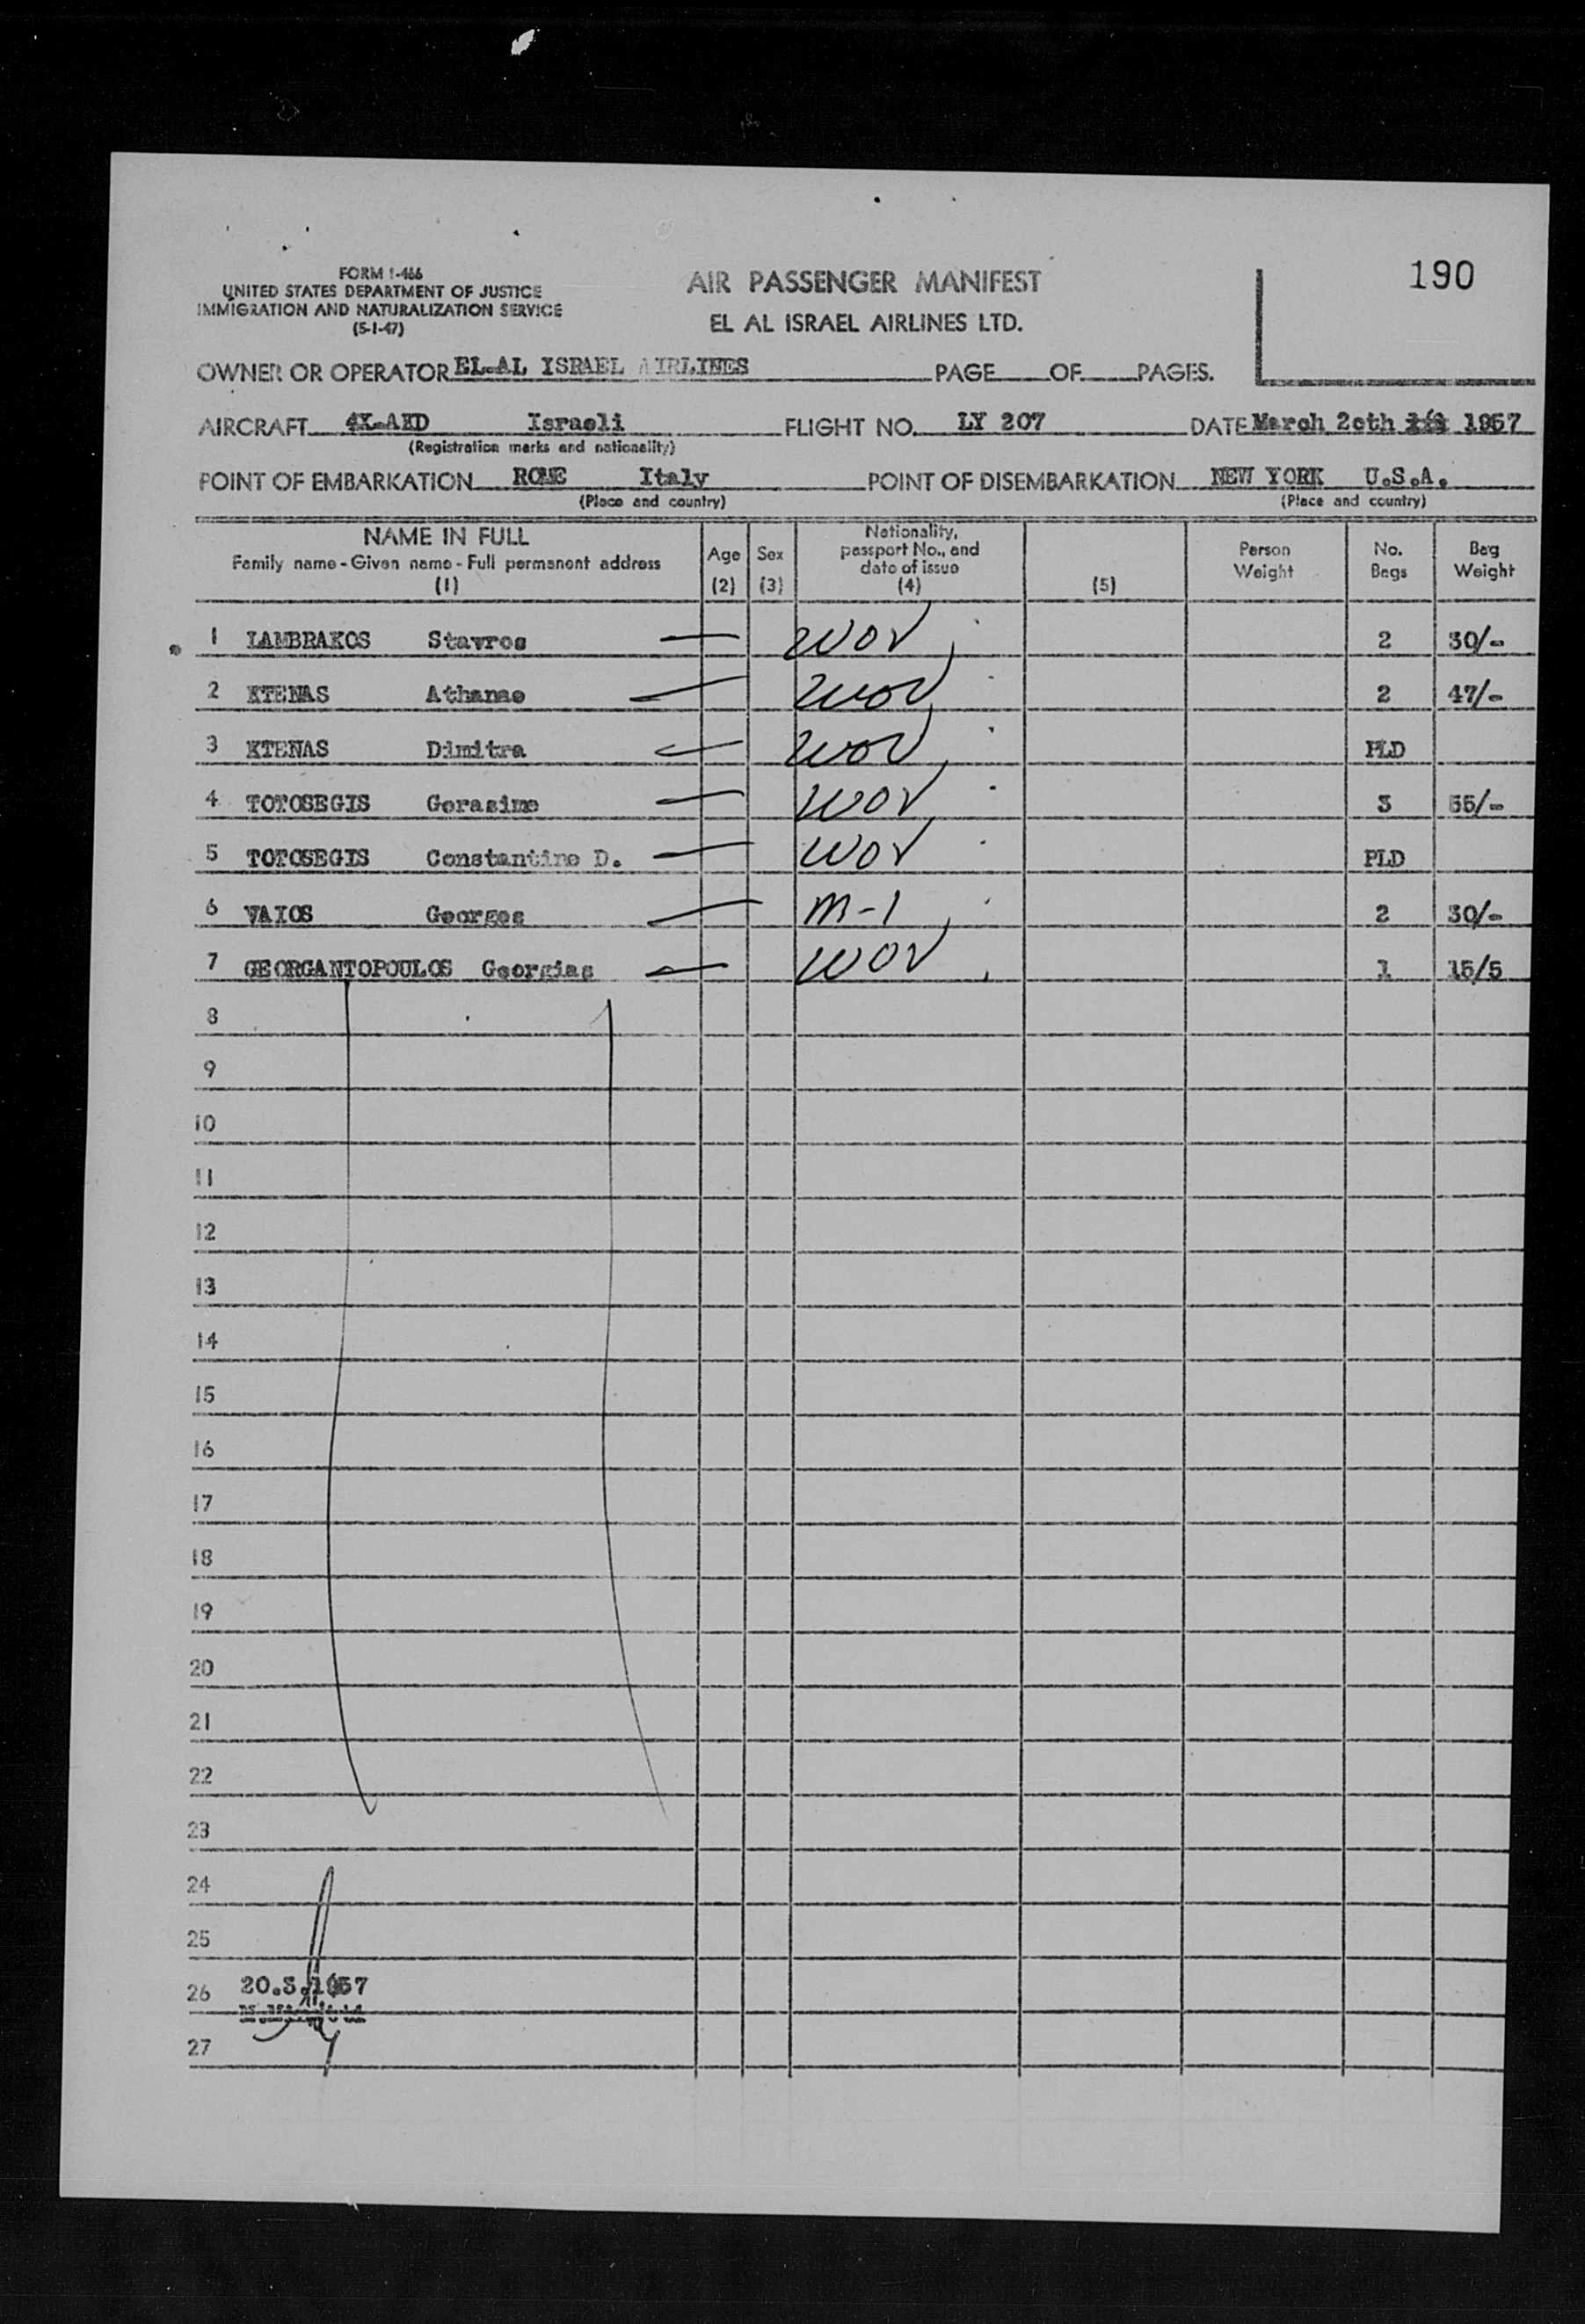 190
FORM I-466
UNITED STATES DEPARTMENT OF JUSTICE
IMMIGRATION AND NATURALIZATION SERVICE
(5-1-47)
AIR PASSENGER MANIFEST
EL AL ISRAEL AIRLINES LTD.
OWNER OR OPERATOR EL-AL ISRAEL AIRLINES PAGE OF PAGES.
AIRCRAFT Israeli FLIGHT NO. LY 207 DATE March 20th 1957
(Registration marks and nationality)
POINT OF EMBARKATION ROME Italy POINT OF DISEMBARKATION NEW YORK U.S.A.
(Place and country) (Place and country)
NAME IN FULL
Family name - Given name - Full permanent address
(1)
Age
(2)
Sex
(3)
Nationality,
passport No., and
date of issue
(4)
(5)
Person
Weight
No.
Bags
Bag
Weight
1 LAMBRAKOS Stavros WOV 2 30/-
2 KTENAS Athanae WOV 2 47/-
3 KTENAS Dimitra WOV PLD
4 TOTOSEGIS Gerasime WOV 3 55/-
5 TOTOSEGIS Constantine D. WOV PLD
6 VAIOS Georges M-1 2 30/-
7 GEORGANTOPOULOS Georgias WOV 1 15/5
8
9
10
11
12
13
14
15
16
17
18
19
20
21
22
23
24
25
26 20.3.1957
27